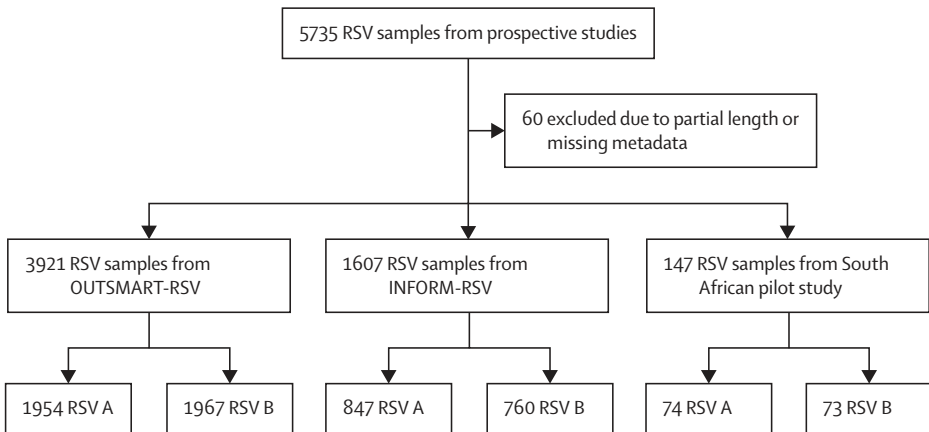 5735 RSV samples from prospective studies
60 excluded due to partial length or
missing metadata
3921 RSV samples from
OUTSMART-RSV
1607 RSV samples from
INFORM-RSV
147 RSV samples from South
African pilot study
1954 RSV A
1967 RSV B
847 RSV A
760 RSV B
74 RSV A
73 RSV B